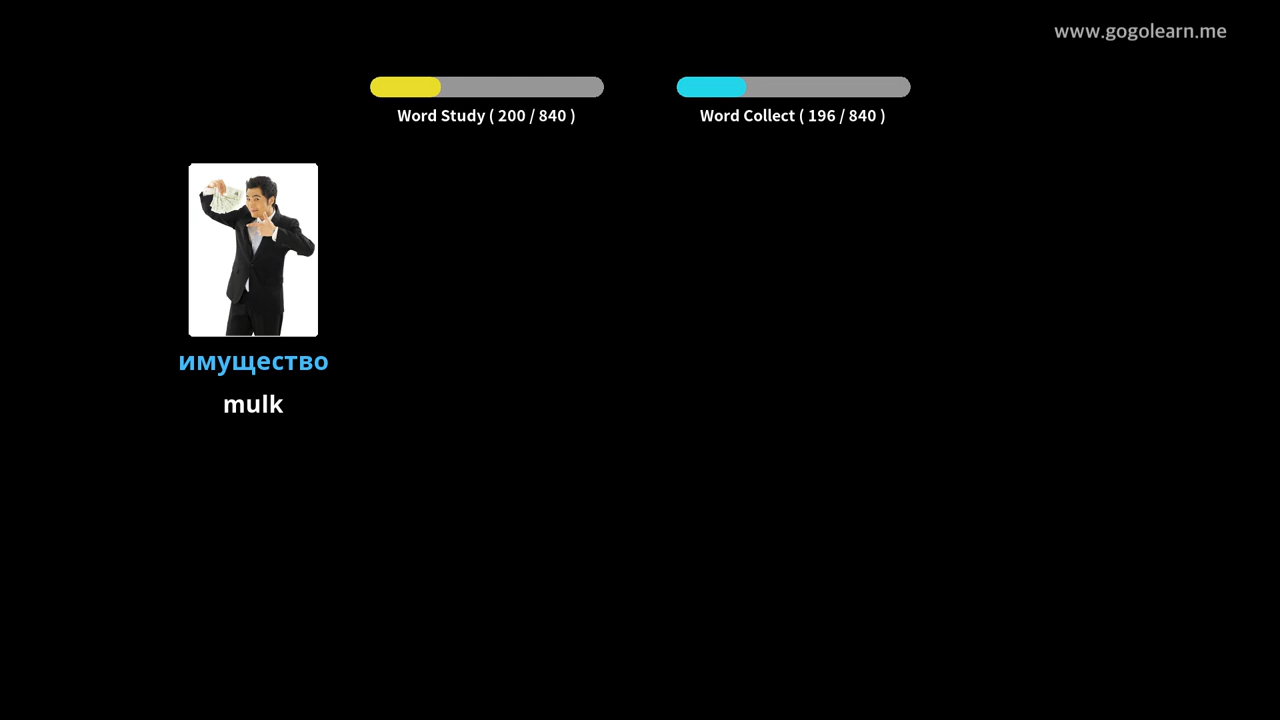 www.gogolearn.me
Word Study ( 200 / 840 )
Word Collect ( 196 / 840 )
имущество
mulk